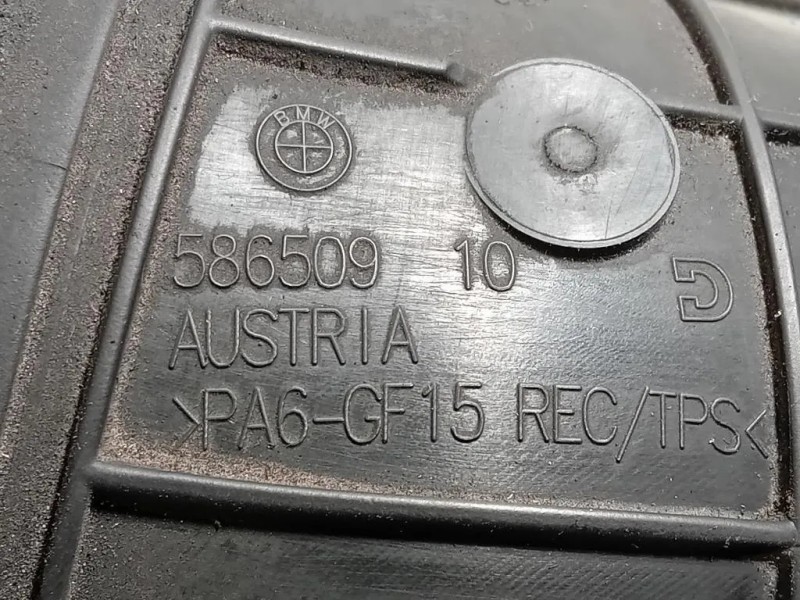 BMW
586509 10
AUSTRIA
>PA6-GF15 REC/TPS<